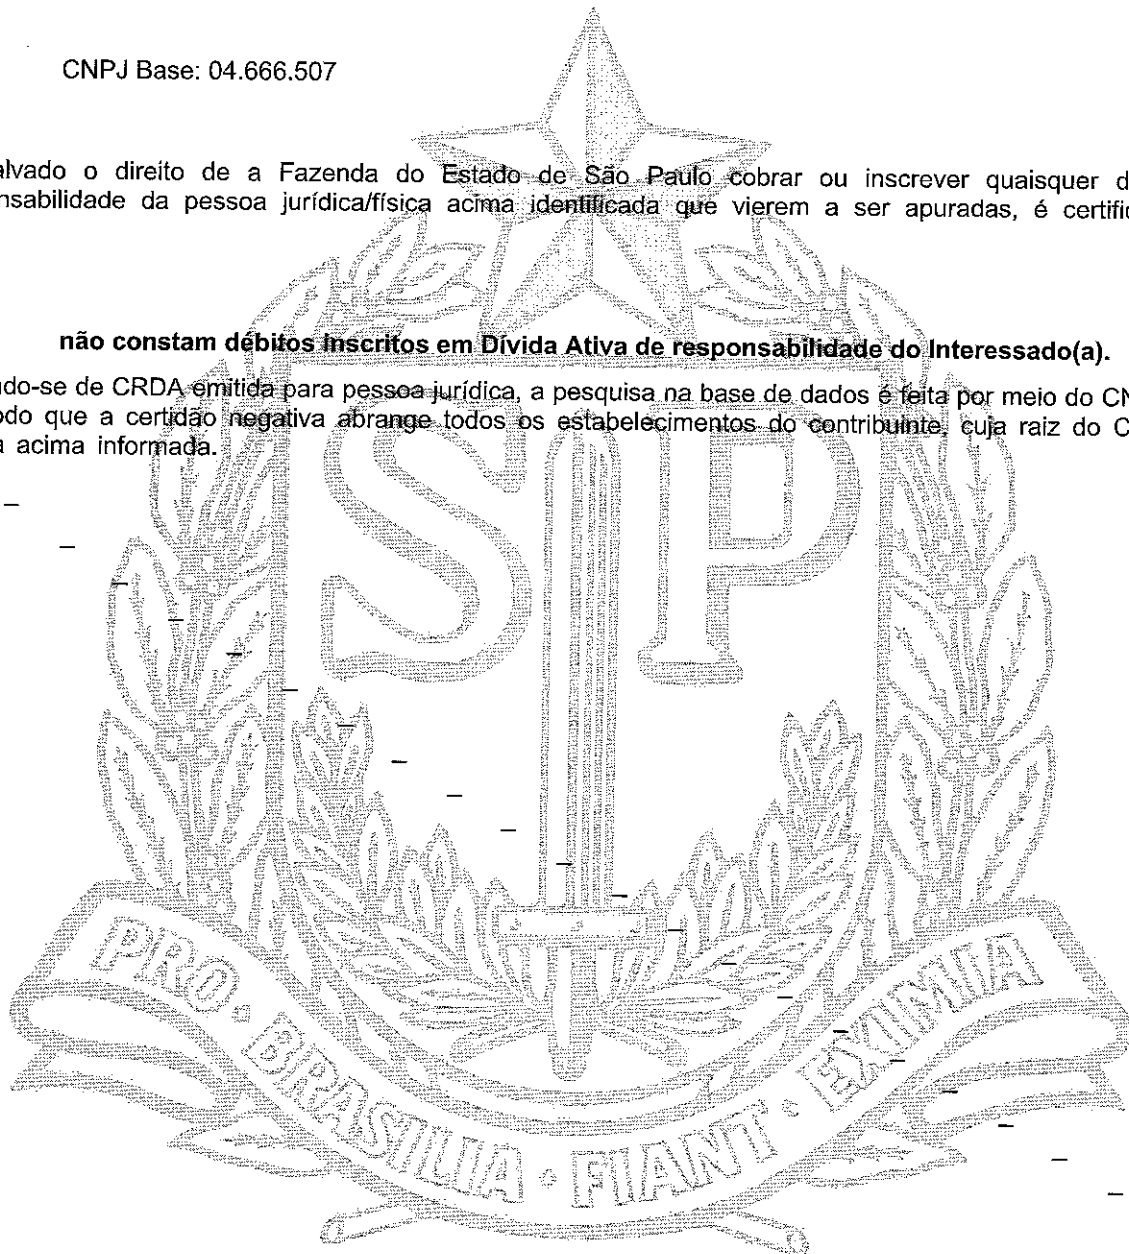 CNPJ Base: 04.666.507
alvado o direito de a Fazenda do Estado de São Paulo cobrar ou inscrever quaisquer d
nsabilidade da pessoa jurídica/física acima identificada que vierem a ser apuradas, é certific
não constam débitos inscritos em Dívida Ativa de responsabilidade do Interessado(a).
do-se de CRDA emitida para pessoa jurídica, a pesquisa na base de dados é feita por meio do CN
odo que a certidão negativa abrange todos os estabelecimentos do contribuinte, cuja raiz do C
a acima informada.
SP
PRO · BRASILIA · FIANT · EXIMIA